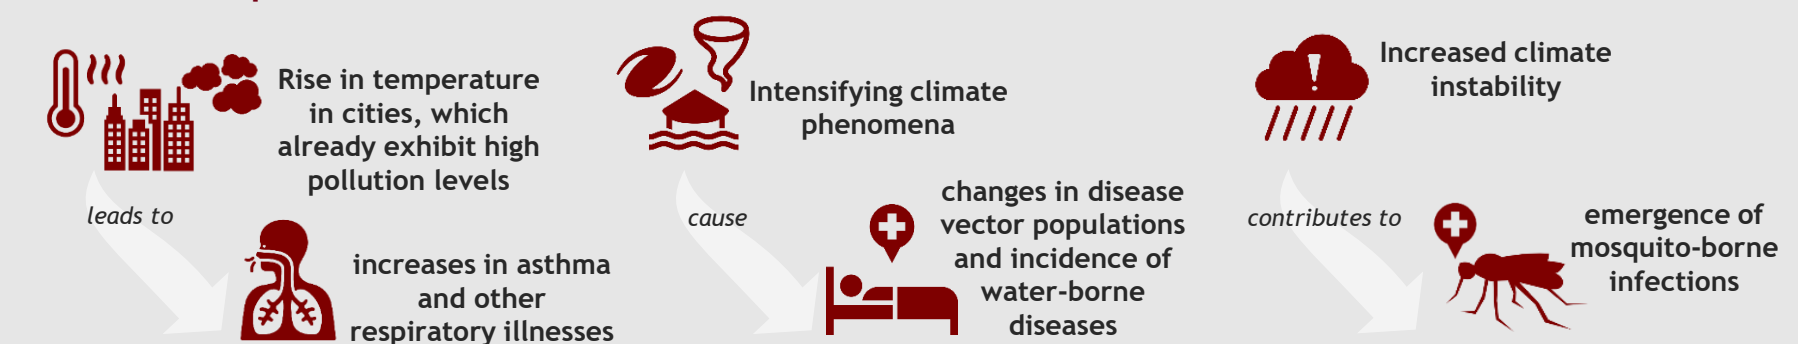 Rise in temperature
in cities, which
already exhibit high
pollution levels
leads to
increases in asthma
and other
respiratory illnesses
Intensifying climate
phenomena
cause
changes in disease
vector populations
and incidence of
water-borne
diseases
Increased climate
instability
contributes to
emergence of
mosquito-borne
infections